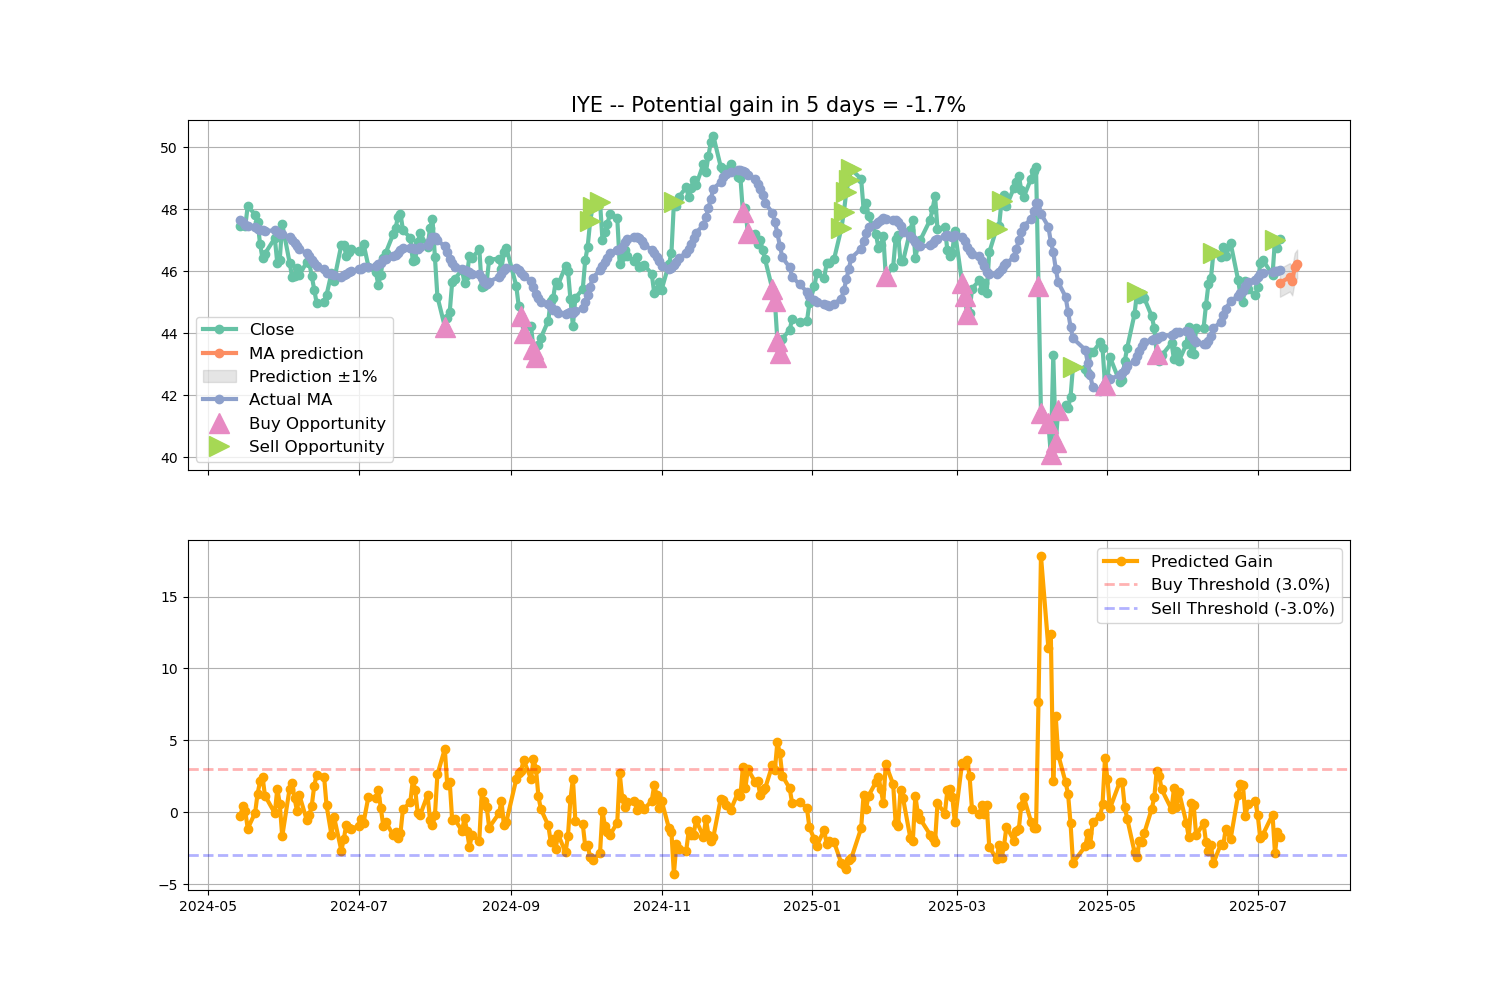 IYE -- Potential gain in 5 days = -1.7%
50
48
46
44
42
40
Close
MA prediction
Prediction ±1%
Actual MA
Buy Opportunity
Sell Opportunity
15
10
5
0
−5
Predicted Gain
Buy Threshold (3.0%)
Sell Threshold (-3.0%)
2024-05
2024-07
2024-09
2024-11
2025-01
2025-03
2025-05
2025-07